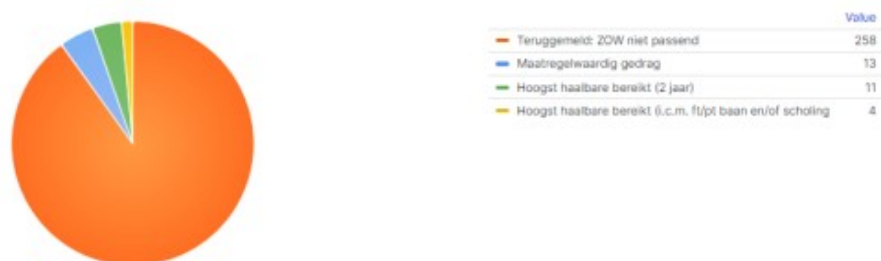 Value
Teruggemeld: ZOW niet passend 258
Maatregelwaardig gedrag 13
Hoogst haalbare bereikt (2 jaar) 11
Hoogst haalbare bereikt (i.c.m. ft/pt baan en/of scholing 4